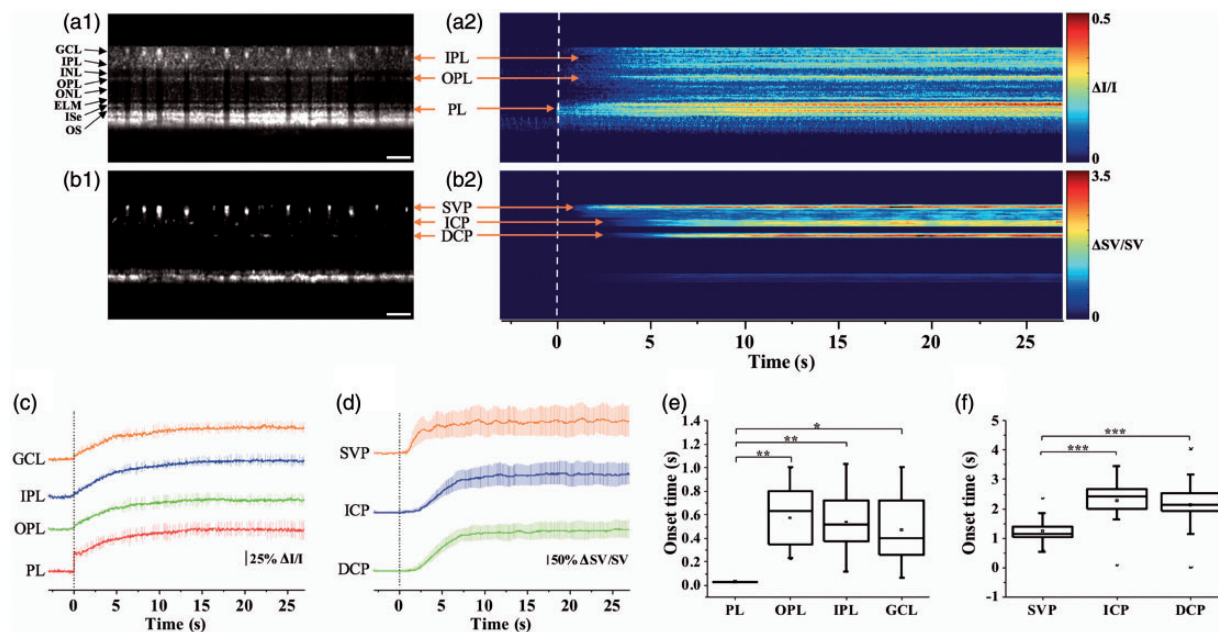 (a1)
GCL
IPL
INL
OPL
ONL
ELM
ISe
OS
(a2)
IPL
OPL
PL
0.5
ΔI/I
0
(b1)
(b2)
SVP
ICP
DCP
3.5
ΔSV/SV
0
0 5 10 15 20 25
Time (s)
(c)
GCL
IPL
OPL
PL
25% ΔI/I
0 5 10 15 20 25
Time (s)
(d)
SVP
ICP
DCP
50% ΔSV/SV
0 5 10 15 20 25
Time (s)
(e)
Onset time (s)
1.4
1.2
1.0
0.8
0.6
0.4
0.2
0.0
*
**
**
PL OPL IPL GCL
(f)
Onset time (s)
5
4
3
2
1
0
-1
***
***
SVP ICP DCP